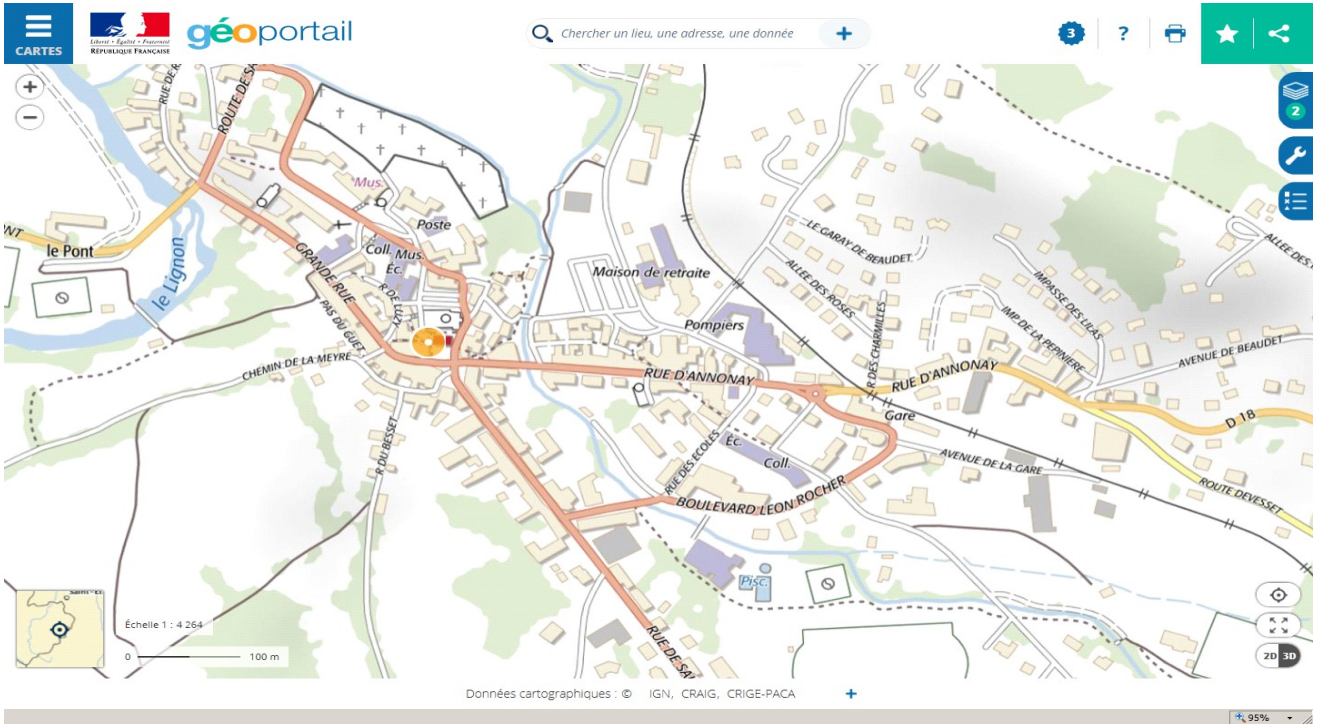 CARTES
Liberté • Égalité • Fraternité
RÉPUBLIQUE FRANÇAISE
géoportail
Chercher un lieu, une adresse, une donnée
+
3
?
2
+
−
RUE DE R
ROUTE DE SA
Mus.
Poste
le Pont
le Lignon
GRANDE RUE
Coll.
Mus.
Éc.
R DE LUZY
PAS DU GUET
CHEMIN DE LA MEYRE
R DU BESSET
Maison de retraite
Pompiers
RUE D'ANNONAY
LE GARAY DE BEAUDET
ALLEE DES ROSES
R DES CHARMILLES
IMPASSE DES LILAS
IMP DE LA PEPINIERE
ALLEE DES
AVENUE DE BEAUDET
RUE D'ANNONAY
D 18
Gare
AVENUE DE LA GARE
ROUTE DEVESSET
RUE DES ECOLES
Éc.
Coll.
BOULEVARD LEON ROCHER
Pisc.
RUE DE SA
Échelle 1 : 4 264
0
100 m
2D
3D
Données cartographiques : © IGN, CRAIG, CRIGE-PACA +
95%